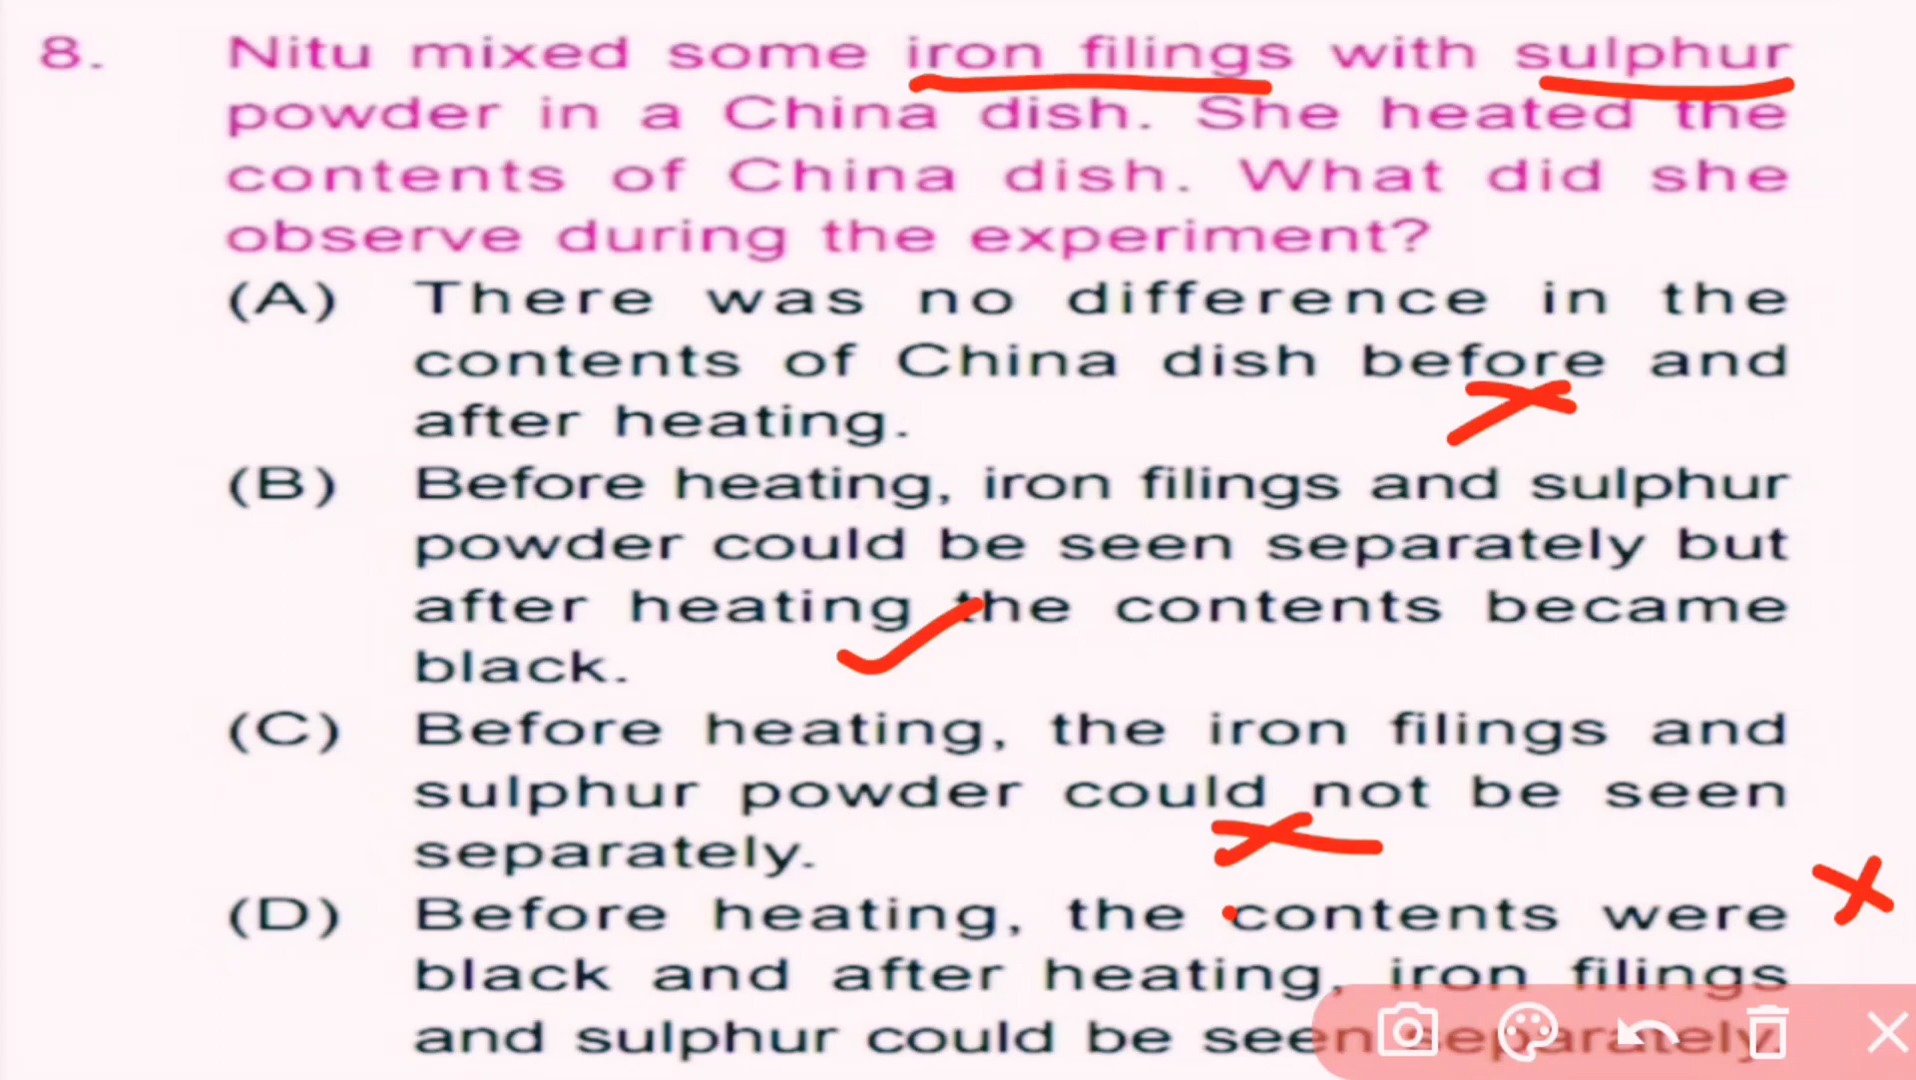 8. Nitu mixed some iron filings with sulphur
powder in a China dish. She heated the
contents of China dish. What did she
observe during the experiment?
(A) There was no difference in the
contents of China dish before and
after heating.
(B) Before heating, iron filings and sulphur
powder could be seen separately but
after heating the contents became
black.
(C) Before heating, the iron filings and
sulphur powder could not be seen
separately.
(D) Before heating, the contents were
black and after heating, iron filings
and sulphur could be seen separately.